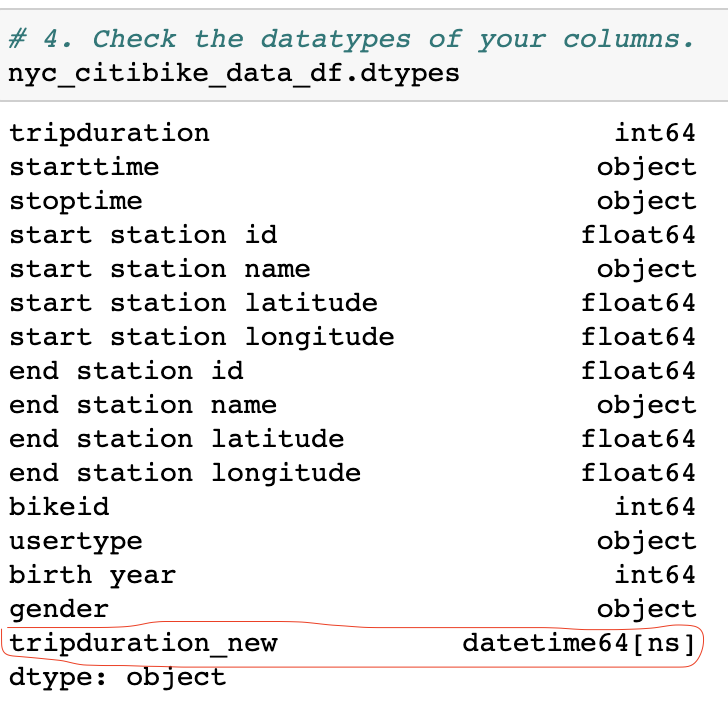 # 4. Check the datatypes of your columns.
nyc_citibike_data_df.dtypes
tripduration int64
starttime object
stoptime object
start station id float64
start station name object
start station latitude float64
start station longitude float64
end station id float64
end station name object
end station latitude float64
end station longitude float64
bikeid int64
usertype object
birth year int64
gender object
tripduration_new datetime64[ns]
dtype: object